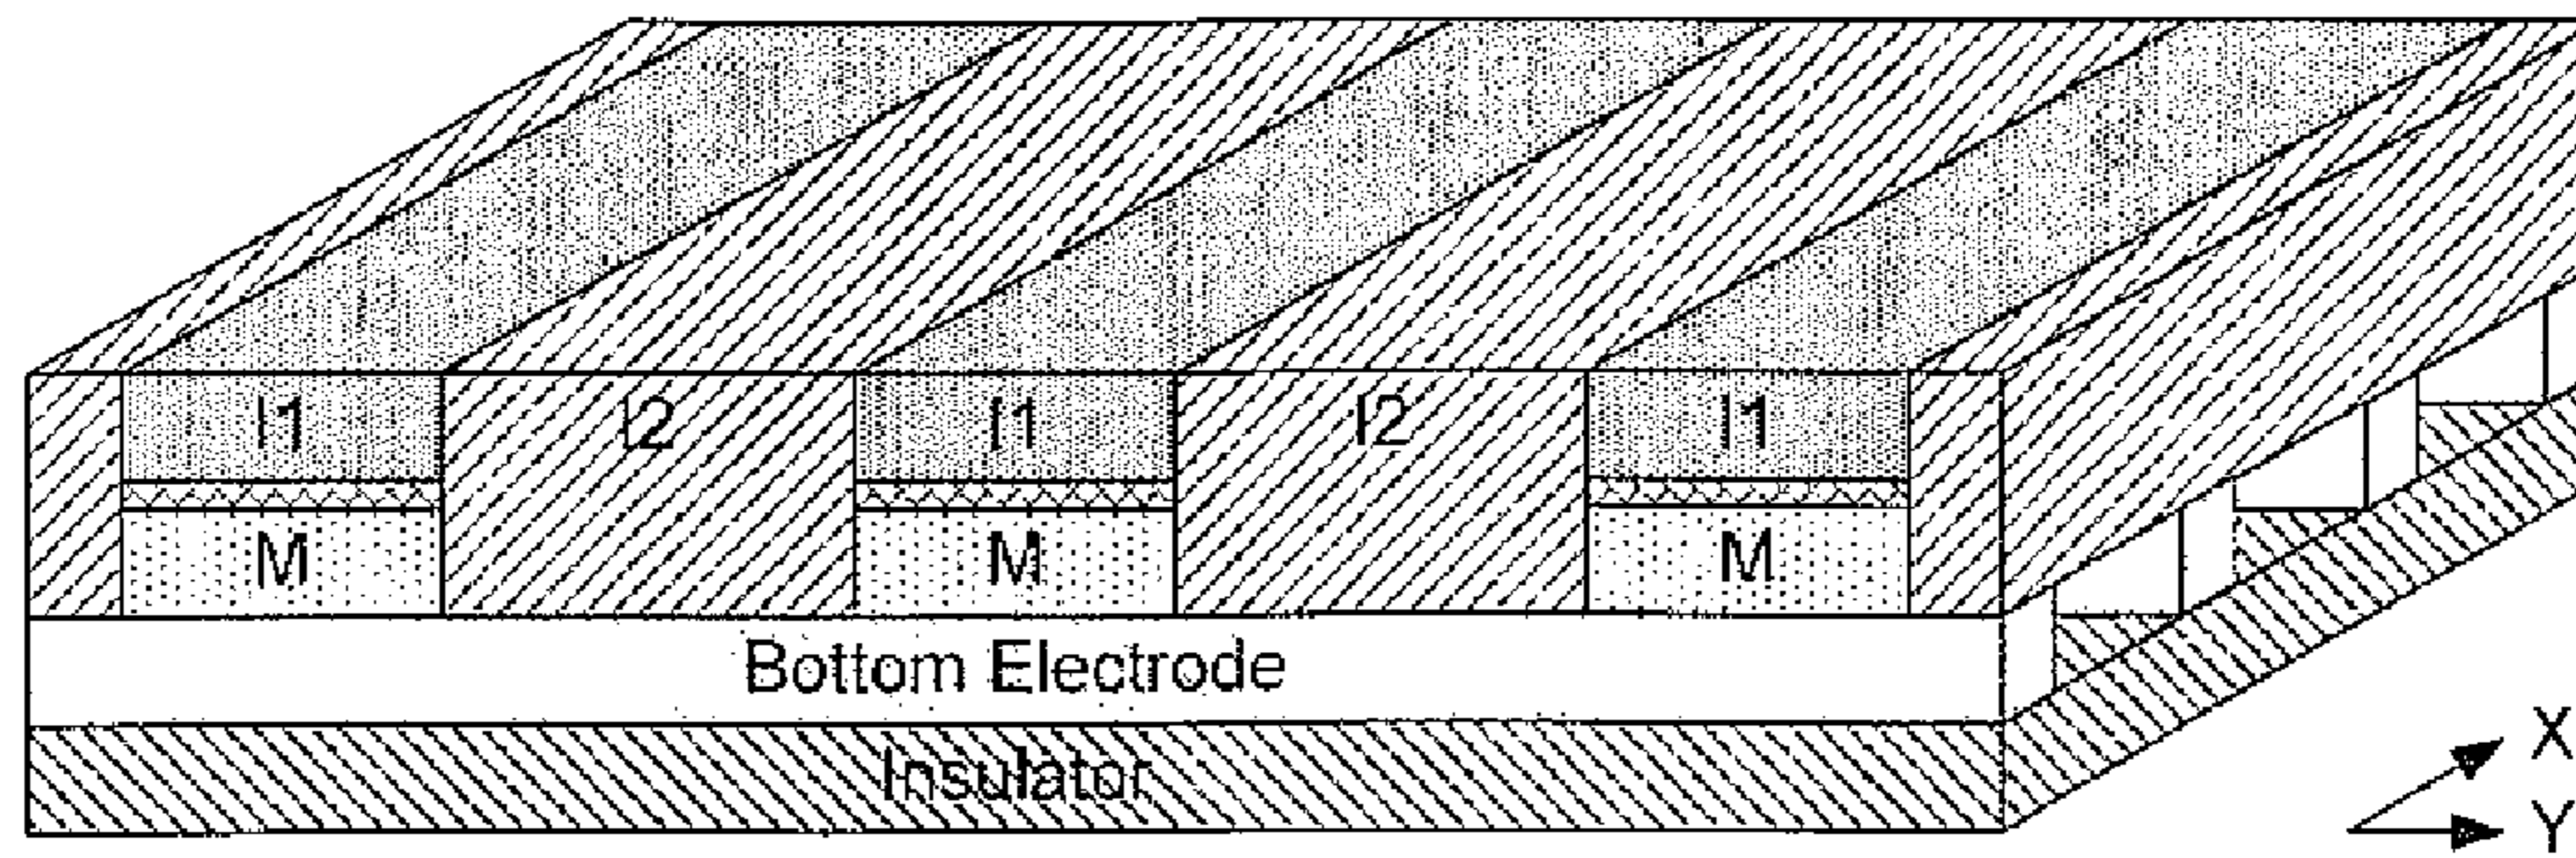 I1 I2 I1 I2 I1
M M M
Bottom Electrode
Insulator
X
Y